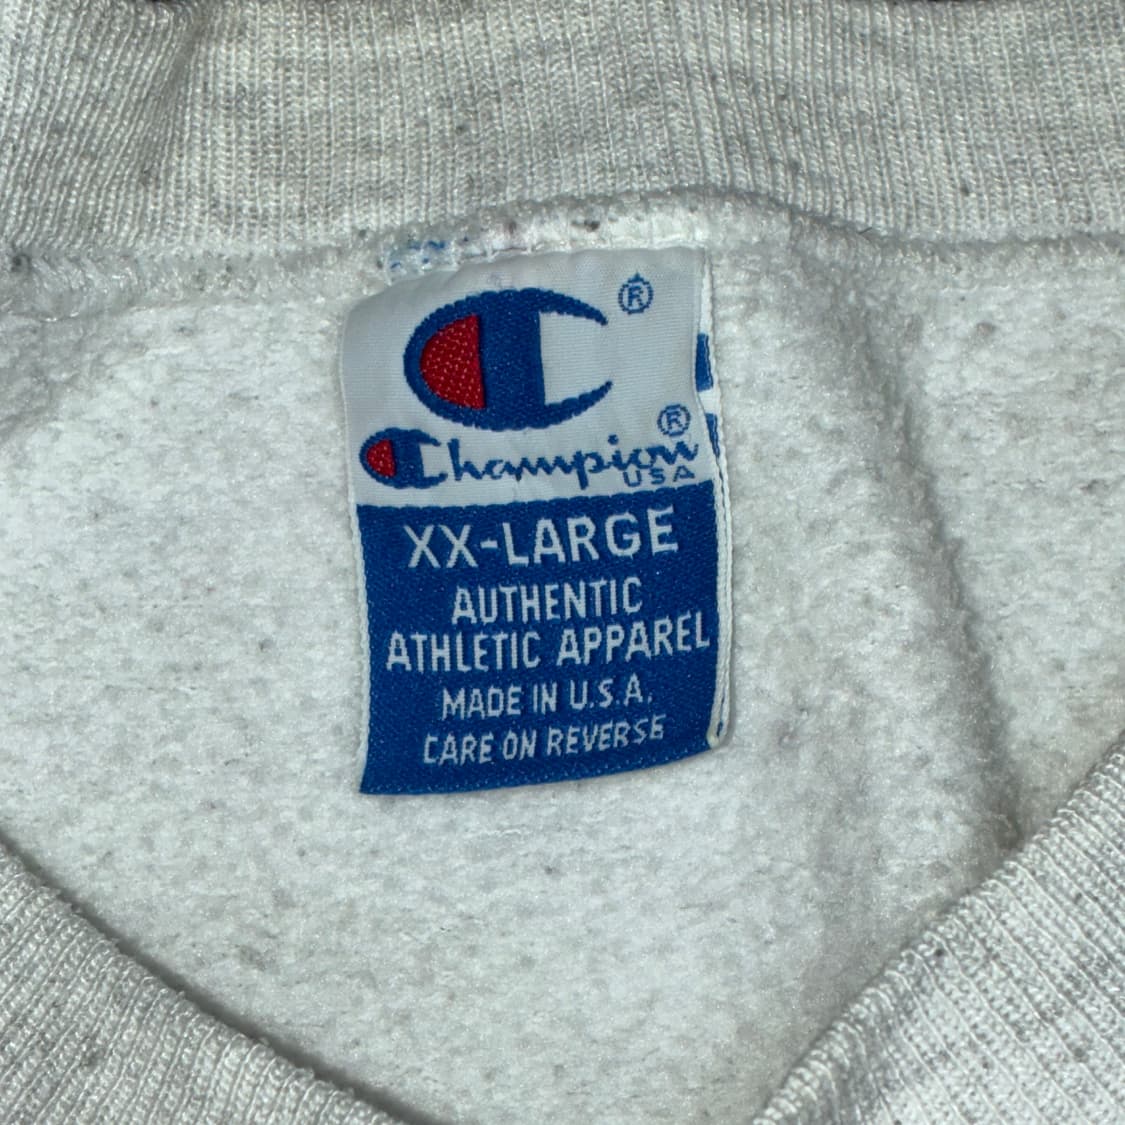 ®
Champion®
USA
XX-LARGE
AUTHENTIC
ATHLETIC APPAREL
MADE IN U.S.A.
CARE ON REVERSE